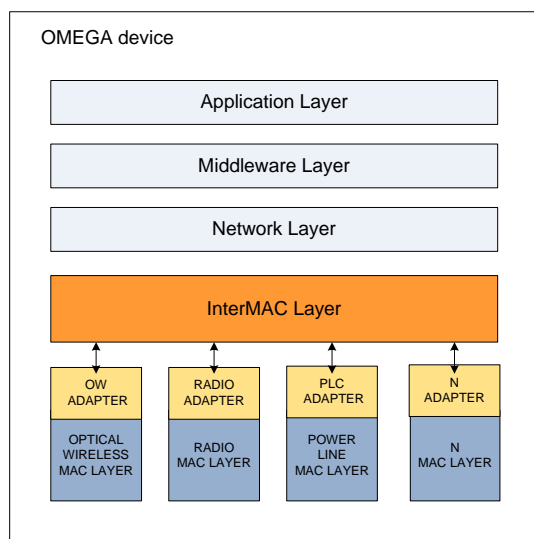 OMEGA device
Application Layer
Middleware Layer
Network Layer
InterMAC Layer
OW
ADAPTER
OPTICAL
WIRELESS
MAC LAYER
RADIO
ADAPTER
RADIO
MAC LAYER
PLC
ADAPTER
POWER
LINE
MAC LAYER
N
ADAPTER
N
MAC LAYER